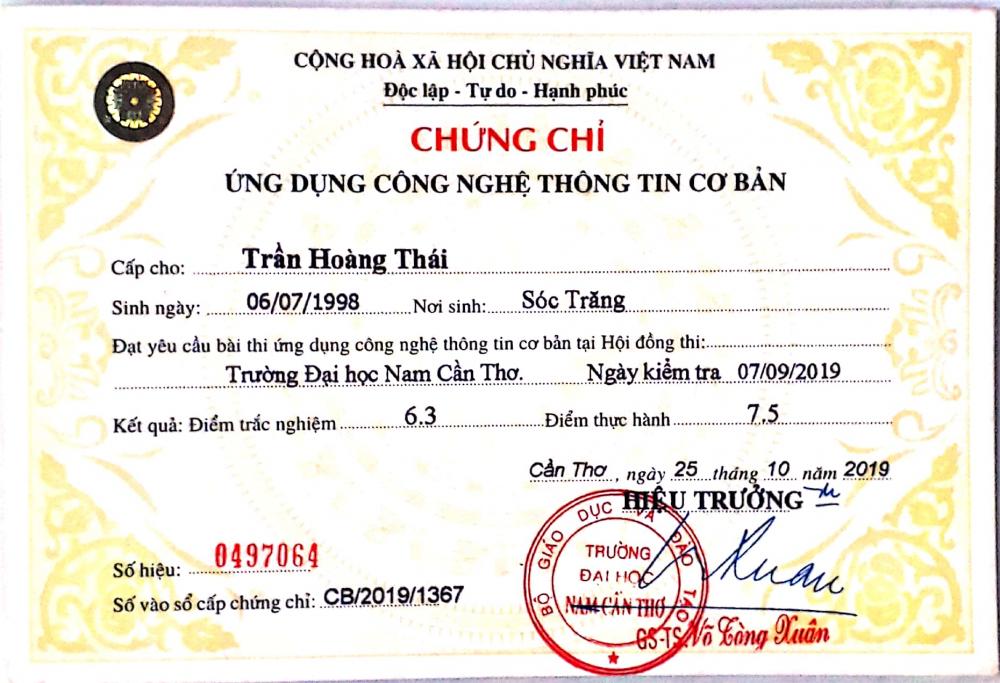 CỘNG HOÀ XÃ HỘI CHỦ NGHĨA VIỆT NAM
Độc lập - Tự do - Hạnh phúc
CHỨNG CHỈ
ỨNG DỤNG CÔNG NGHỆ THÔNG TIN CƠ BẢN
Cấp cho: Trần Hoàng Thái
Sinh ngày: 06/07/1998 Nơi sinh: Sóc Trăng
Đạt yêu cầu bài thi ứng dụng công nghệ thông tin cơ bản tại Hội đồng thi:
Trường Đại học Nam Cần Thơ. Ngày kiểm tra 07/09/2019
Kết quả: Điểm trắc nghiệm 6.3 Điểm thực hành 7.5
Cần Thơ, ngày 25 tháng 10 năm 2019
HIỆU TRƯỞNG
BỘ GIÁO DỤC VÀ ĐÀO TẠO
TRƯỜNG
ĐẠI HỌC
NAM CẦN THƠ
Xuan
GS-TS. Võ Tòng Xuân
Số hiệu: 0497064
Số vào sổ cấp chứng chỉ: CB/2019/1367